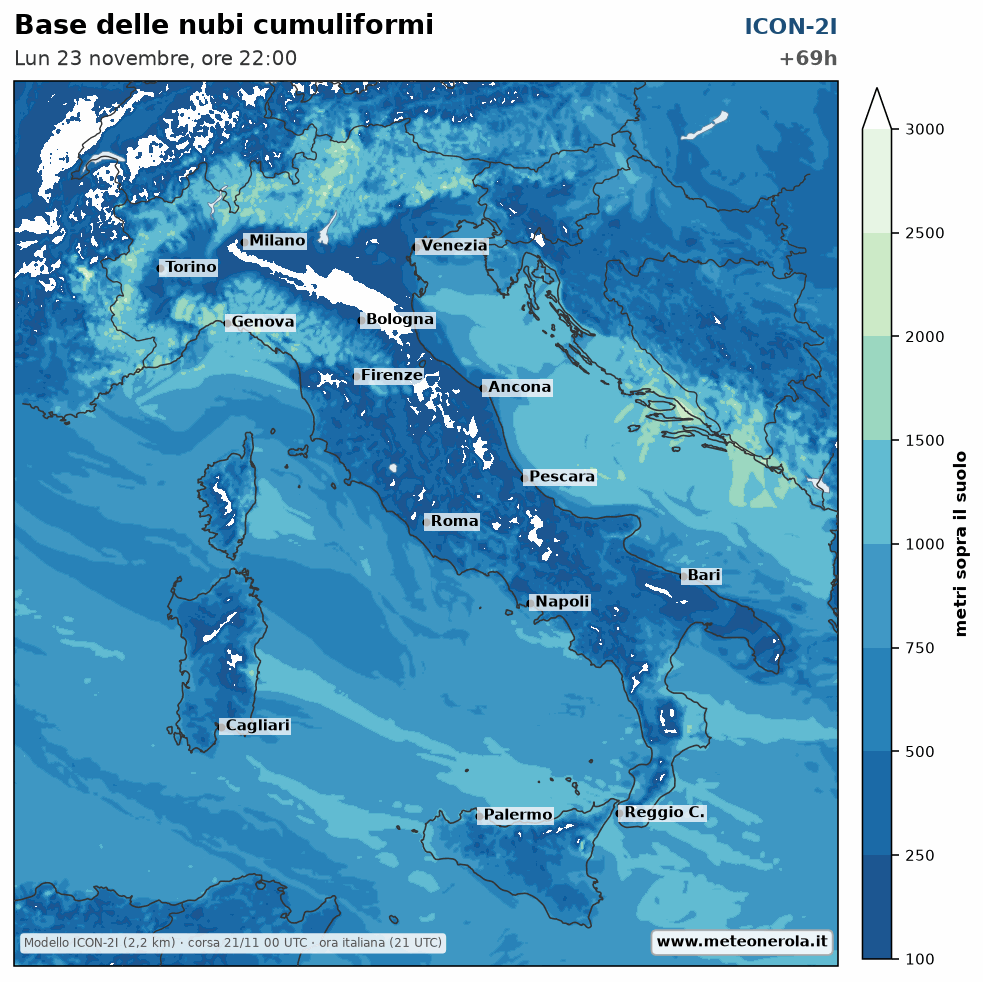 Base delle nubi cumuliformi
ICON-2I
Lun 23 novembre, ore 22:00
+69h
3000
2500
2000
1500
1000
750
500
250
100
metri sopra il suolo
Milano
Venezia
Torino
Genova
Bologna
Firenze
Ancona
Pescara
Roma
Bari
Napoli
Cagliari
Palermo
Reggio C.
Modello ICON-2I (2,2 km) · corsa 21/11 00 UTC · ora italiana (21 UTC)
www.meteonerola.it